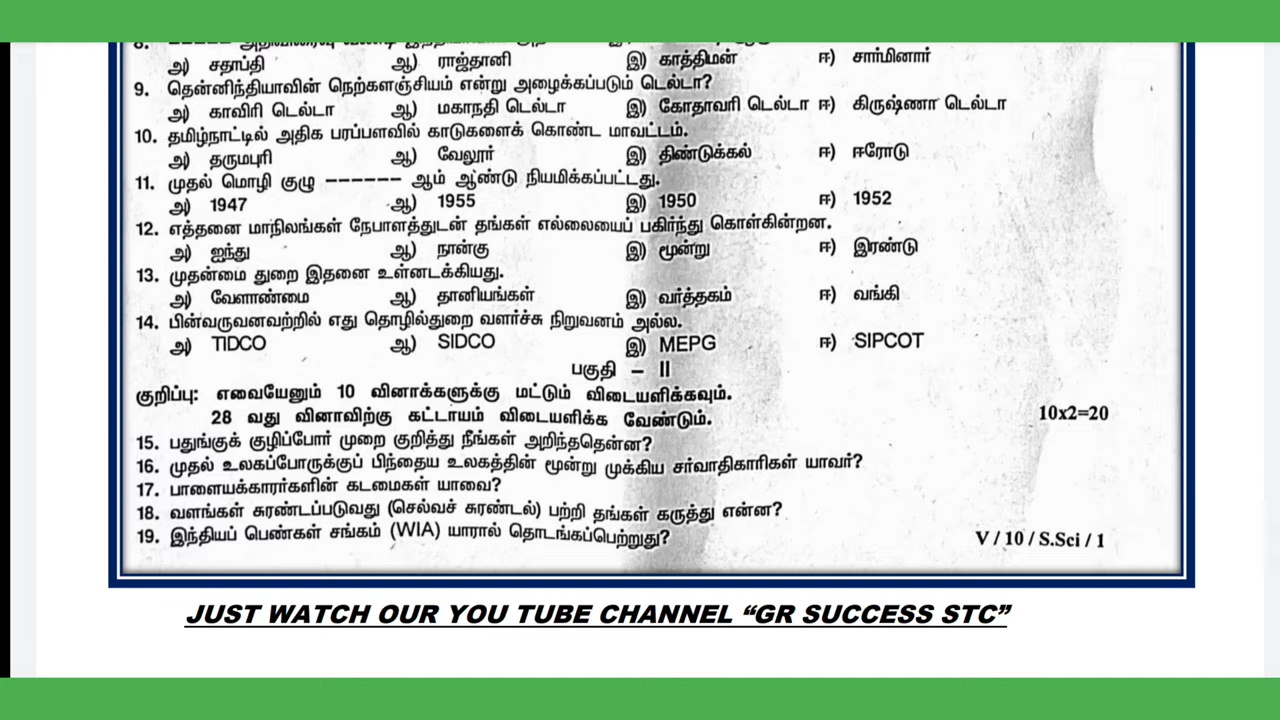 8.
அ) சதாப்தி ஆ) ராஜ்தானி இ) காத்திமன் ஈ) சார்மினார்
9. தென்னிந்தியாவின் நெற்களஞ்சியம் என்று அழைக்கப்படும் டெல்டா?
அ) காவிரி டெல்டா ஆ) மகாநதி டெல்டா இ) கோதாவரி டெல்டா ஈ) கிருஷ்ணா டெல்டா
10. தமிழ்நாட்டில் அதிக பரப்பளவில் காடுகளைக் கொண்ட மாவட்டம்.
அ) தருமபுரி ஆ) வேலூர் இ) திண்டுக்கல் ஈ) ஈரோடு
11. முதல் மொழி குழு ------ ஆம் ஆண்டு நியமிக்கப்பட்டது.
அ) 1947 ஆ) 1955 இ) 1950 ஈ) 1952
12. எத்தனை மாநிலங்கள் நேபாளத்துடன் தங்கள் எல்லையைப் பகிர்ந்து கொள்கின்றன.
அ) ஐந்து ஆ) நான்கு இ) மூன்று ஈ) இரண்டு
13. முதன்மை துறை இதனை உள்னடக்கியது.
அ) வேளாண்மை ஆ) தானியங்கள் இ) வர்த்தகம் ஈ) வங்கி
14. பின்வருவனவற்றில் எது தொழில்துறை வளர்ச்சு நிறுவனம் அல்ல.
அ) TIDCO ஆ) SIDCO இ) MEPG ஈ) SIPCOT
பகுதி – II
குறிப்பு: எவையேனும் 10 வினாக்களுக்கு மட்டும் விடையளிக்கவும்.
28 வது வினாவிற்கு கட்டாயம் விடையளிக்க வேண்டும். 10x2=20
15. பதுங்குக் குழிப்போர் முறை குறித்து நீங்கள் அறிந்ததென்ன?
16. முதல் உலகப்போருக்குப் பிந்தைய உலகத்தின் மூன்று முக்கிய சர்வாதிகாரிகள் யாவர்?
17. பாளையக்காரர்களின் கடமைகள் யாவை?
18. வளங்கள் சுரண்டப்படுவது (செல்வச் சுரண்டல்) பற்றி தங்கள் கருத்து என்ன?
19. இந்தியப் பெண்கள் சங்கம் (WIA) யாரால் தொடங்கப்பெற்றுது?
V / 10 / S.Sci / 1
JUST WATCH OUR YOU TUBE CHANNEL “GR SUCCESS STC”